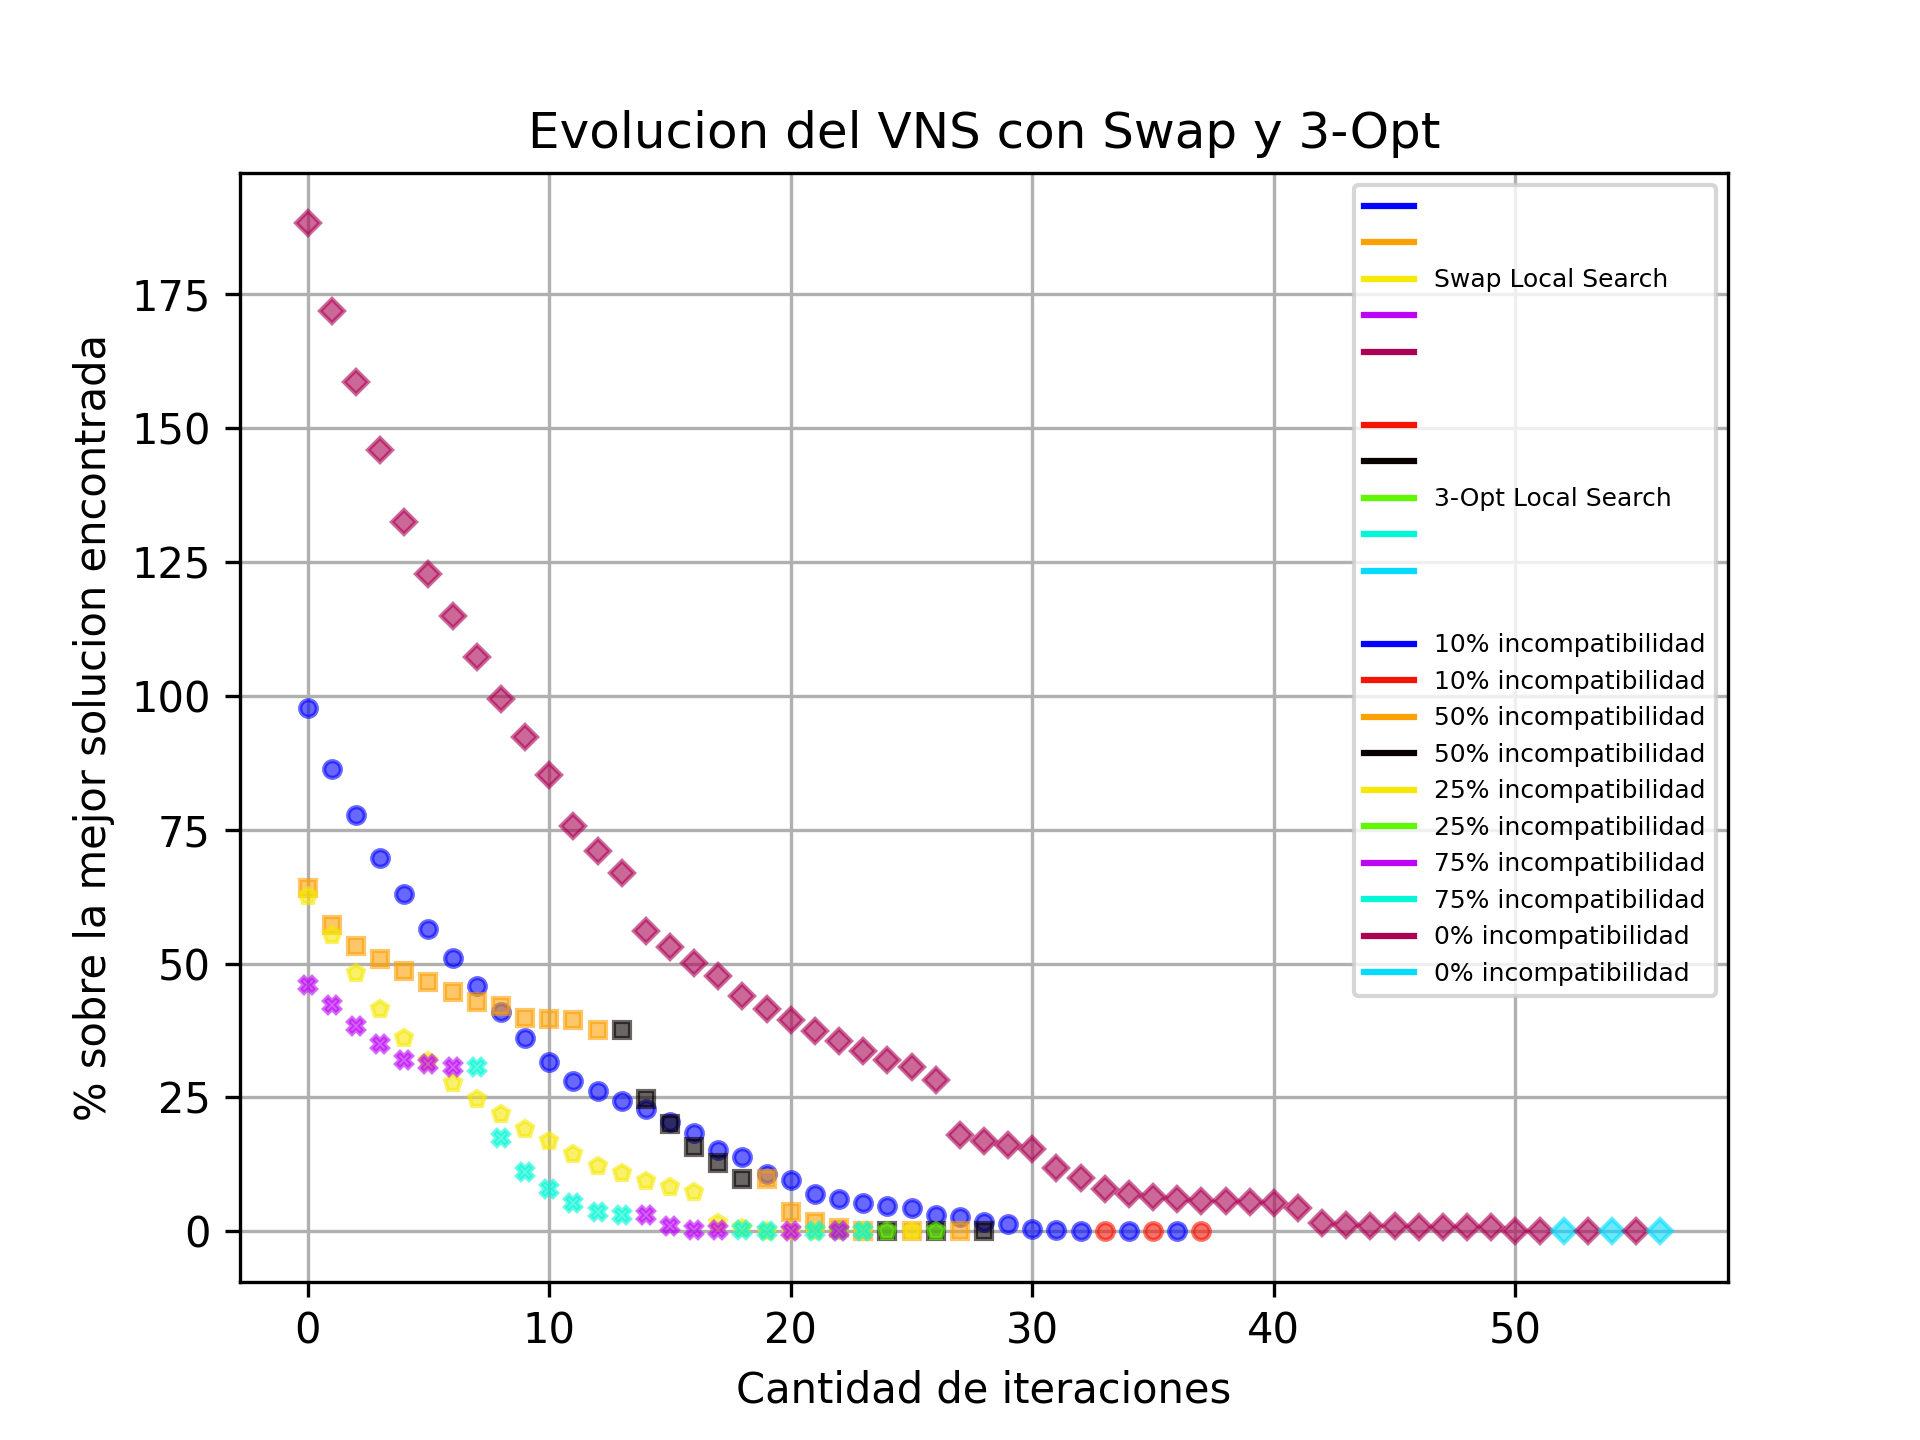 Evolucion del VNS con Swap y 3-Opt
% sobre la mejor solucion encontrada
175
150
125
100
75
50
25
0
0
10
20
30
40
50
Cantidad de iteraciones
Swap Local Search
3-Opt Local Search
10% incompatibilidad
10% incompatibilidad
50% incompatibilidad
50% incompatibilidad
25% incompatibilidad
25% incompatibilidad
75% incompatibilidad
75% incompatibilidad
0% incompatibilidad
0% incompatibilidad